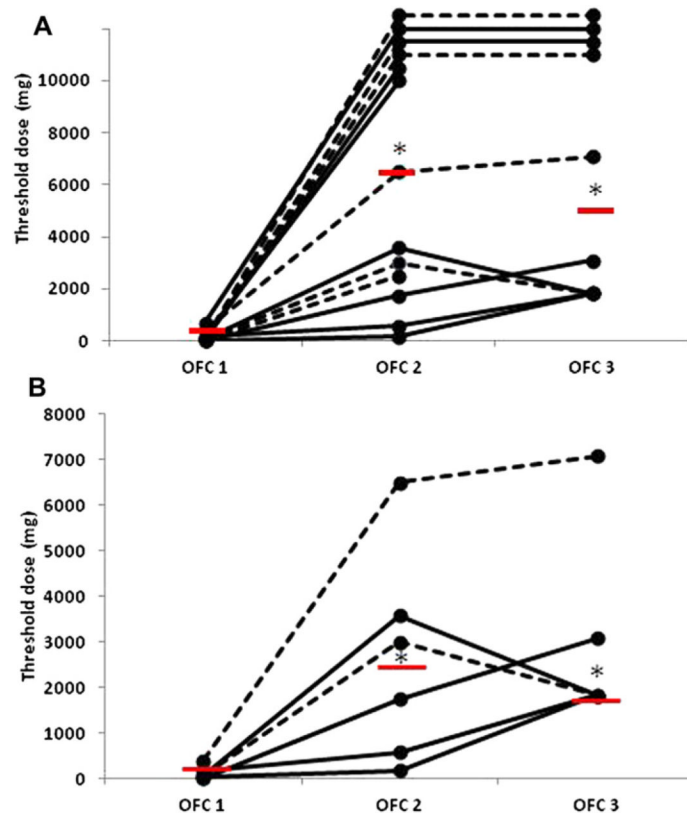 A
Threshold dose (mg)
10000
8000
6000
4000
2000
0
*
*
OFC 1
OFC 2
OFC 3
B
Threshold dose (mg)
8000
7000
6000
5000
4000
3000
2000
1000
0
*
*
OFC 1
OFC 2
OFC 3